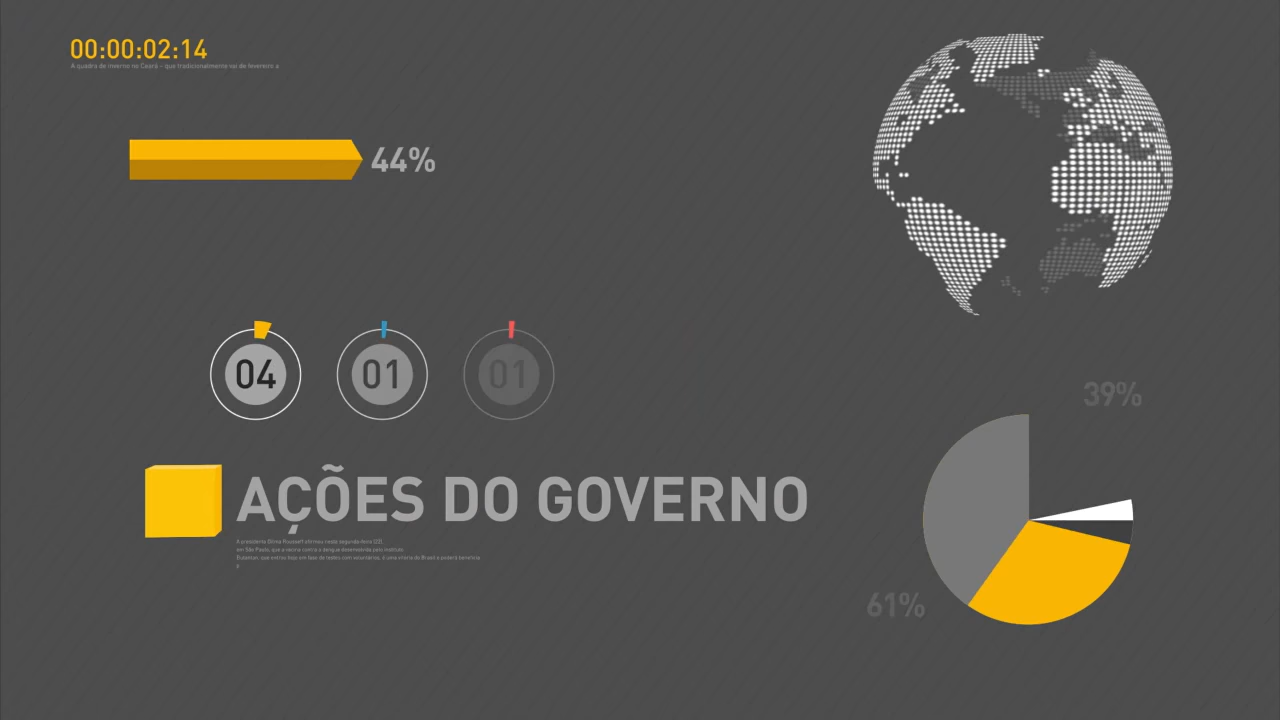 00:00:02:14
A quadra de inverno no Ceará – que tradicionalmente vai de fevereiro a
44%
04
01
01
39%
AÇÕES DO GOVERNO
A presidenta Dilma Rousseff afirmou nesta segunda-feira (22),
em São Paulo, que a vacina contra a dengue desenvolvida pelo Instituto
Butantan, que entrou hoje em fase de testes com voluntários, é uma vitória do Brasil e poderá beneficia
61%